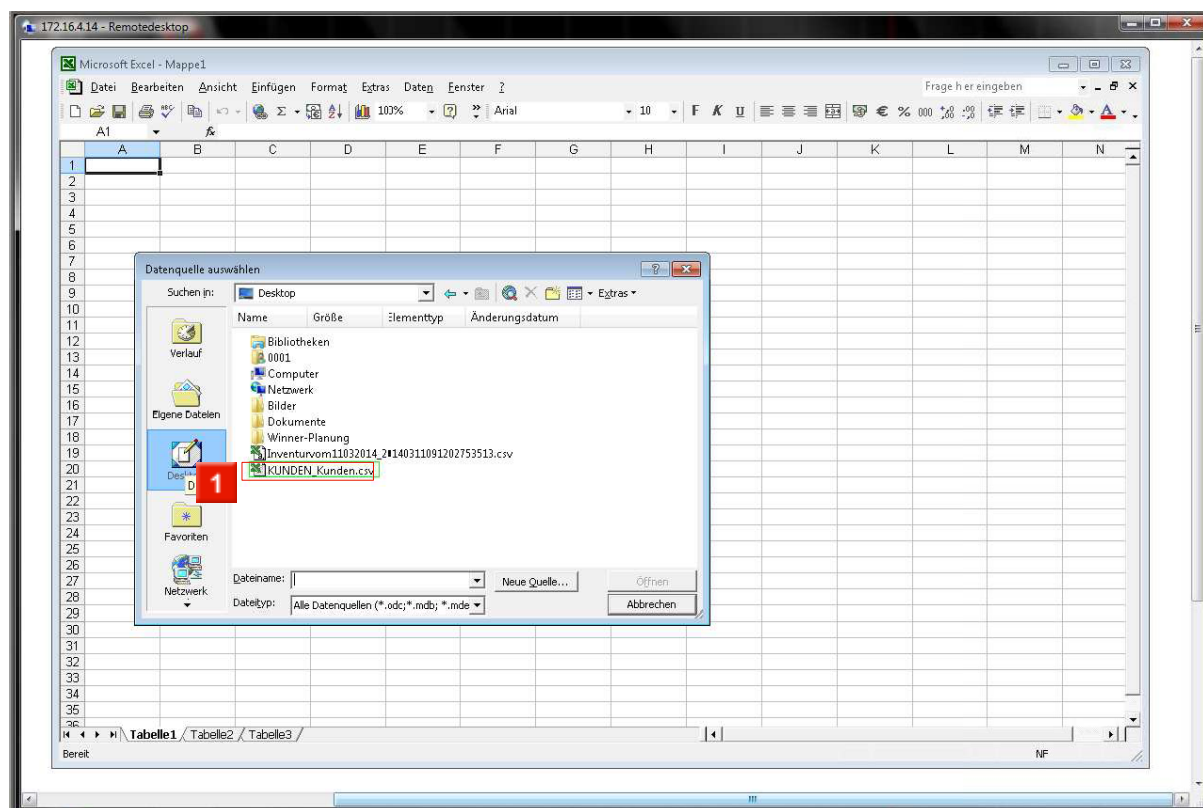 172.16.4.14 - Remotedesktop
Microsoft Excel - Mappe1
Datei Bearbeiten Ansicht Einfügen Format Extras Daten Fenster ? Frage hier eingeben
103% Arial 10 F K U € % 000
A1 fx
A B C D E F G H I J K L M N
1
2
3
4
5
6
7
8
9
10
11
12
13
14
15
16
17
18
19
20
21
22
23
24
25
26
27
28
29
30
31
32
33
34
35
36
Datenquelle auswählen
Suchen in: Desktop Extras
Name Größe Elementtyp Änderungsdatum
Verlauf
Eigene Dateien
Favoriten
Netzwerk
Bibliotheken
0001
Computer
Netzwerk
Bilder
Dokumente
Winner-Planung
Inventurvom11032014_20140311091202753513.csv
KUNDEN_Kunden.csv
1
Dateiname: Neue Quelle... Öffnen
Dateityp: Alle Datenquellen (*.odc;*.mdb; *.mde Abbrechen
Tabelle1 Tabelle2 Tabelle3
Bereit NF